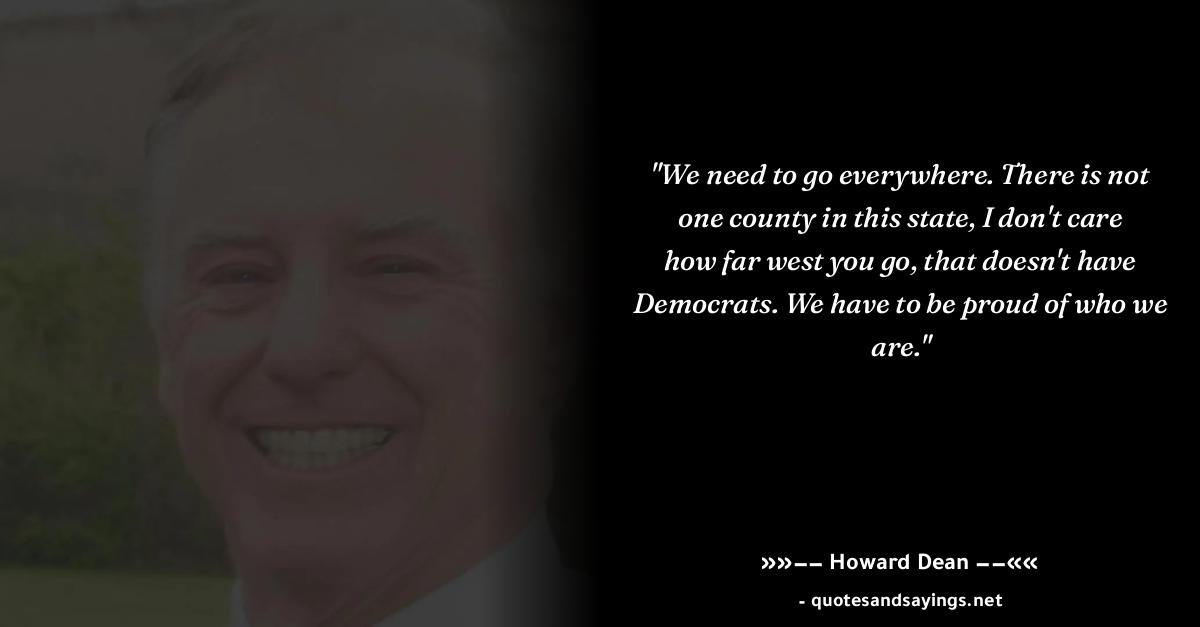 "We need to go everywhere. There is not
one county in this state, I don't care
how far west you go, that doesn't have
Democrats. We have to be proud of who we
are."
»»−− Howard Dean −−««
- quotesandsayings.net